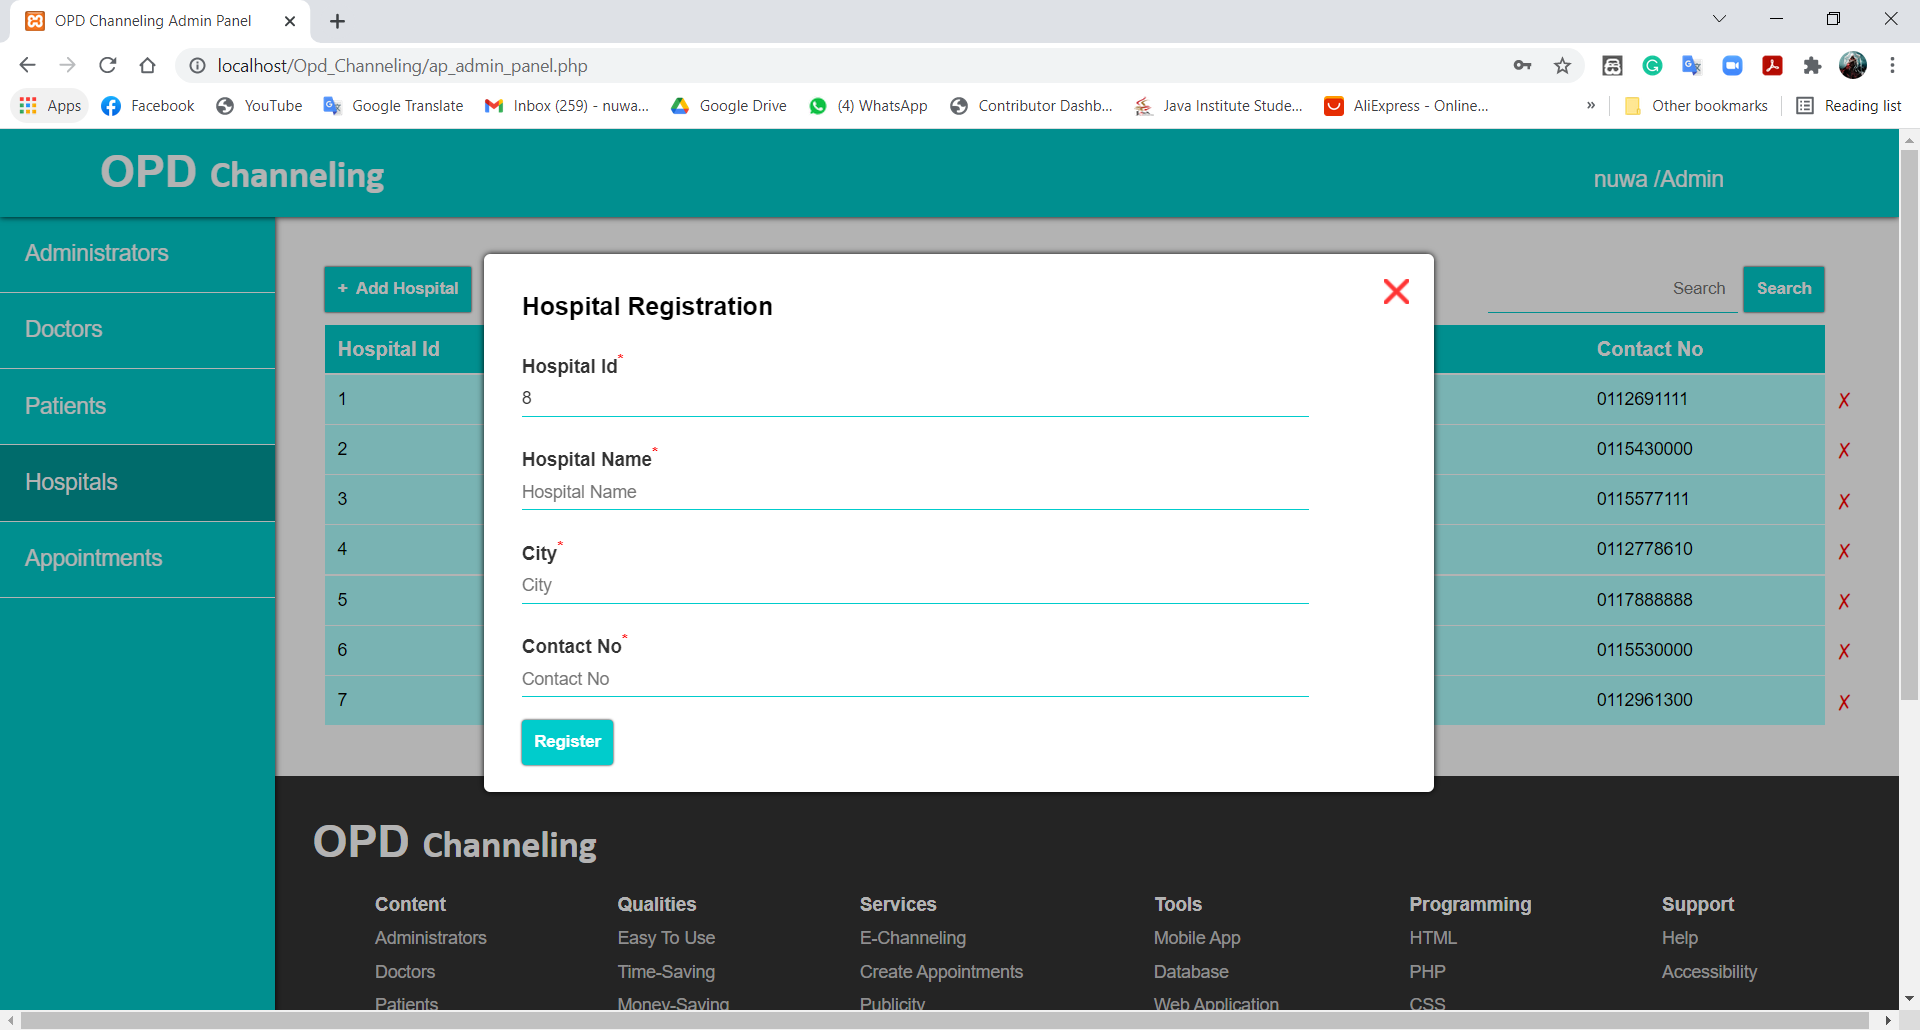 OPD Channeling Admin Panel
localhost/Opd_Channeling/ap_admin_panel.php
Apps Facebook YouTube Google Translate Inbox (259) - nuwa... Google Drive (4) WhatsApp Contributor Dashb... Java Institute Stude... AliExpress - Online... » Other bookmarks Reading list
OPD Channeling
nuwa /Admin
Administrators
Doctors
Patients
Hospitals
Appointments
+ Add Hospital
Search Search
Hospital Id Contact No
1 0112691111 X
2 0115430000 X
3 0115577111 X
4 0112778610 X
5 0117888888 X
6 0115530000 X
7 0112961300 X
Hospital Registration
Hospital Id*
8
Hospital Name*
Hospital Name
City*
City
Contact No*
Contact No
Register
OPD Channeling
Content Qualities Services Tools Programming Support
Administrators Easy To Use E-Channeling Mobile App HTML Help
Doctors Time-Saving Create Appointments Database PHP Accessibility
Patients Money-Saving Publicity Web Application CSS